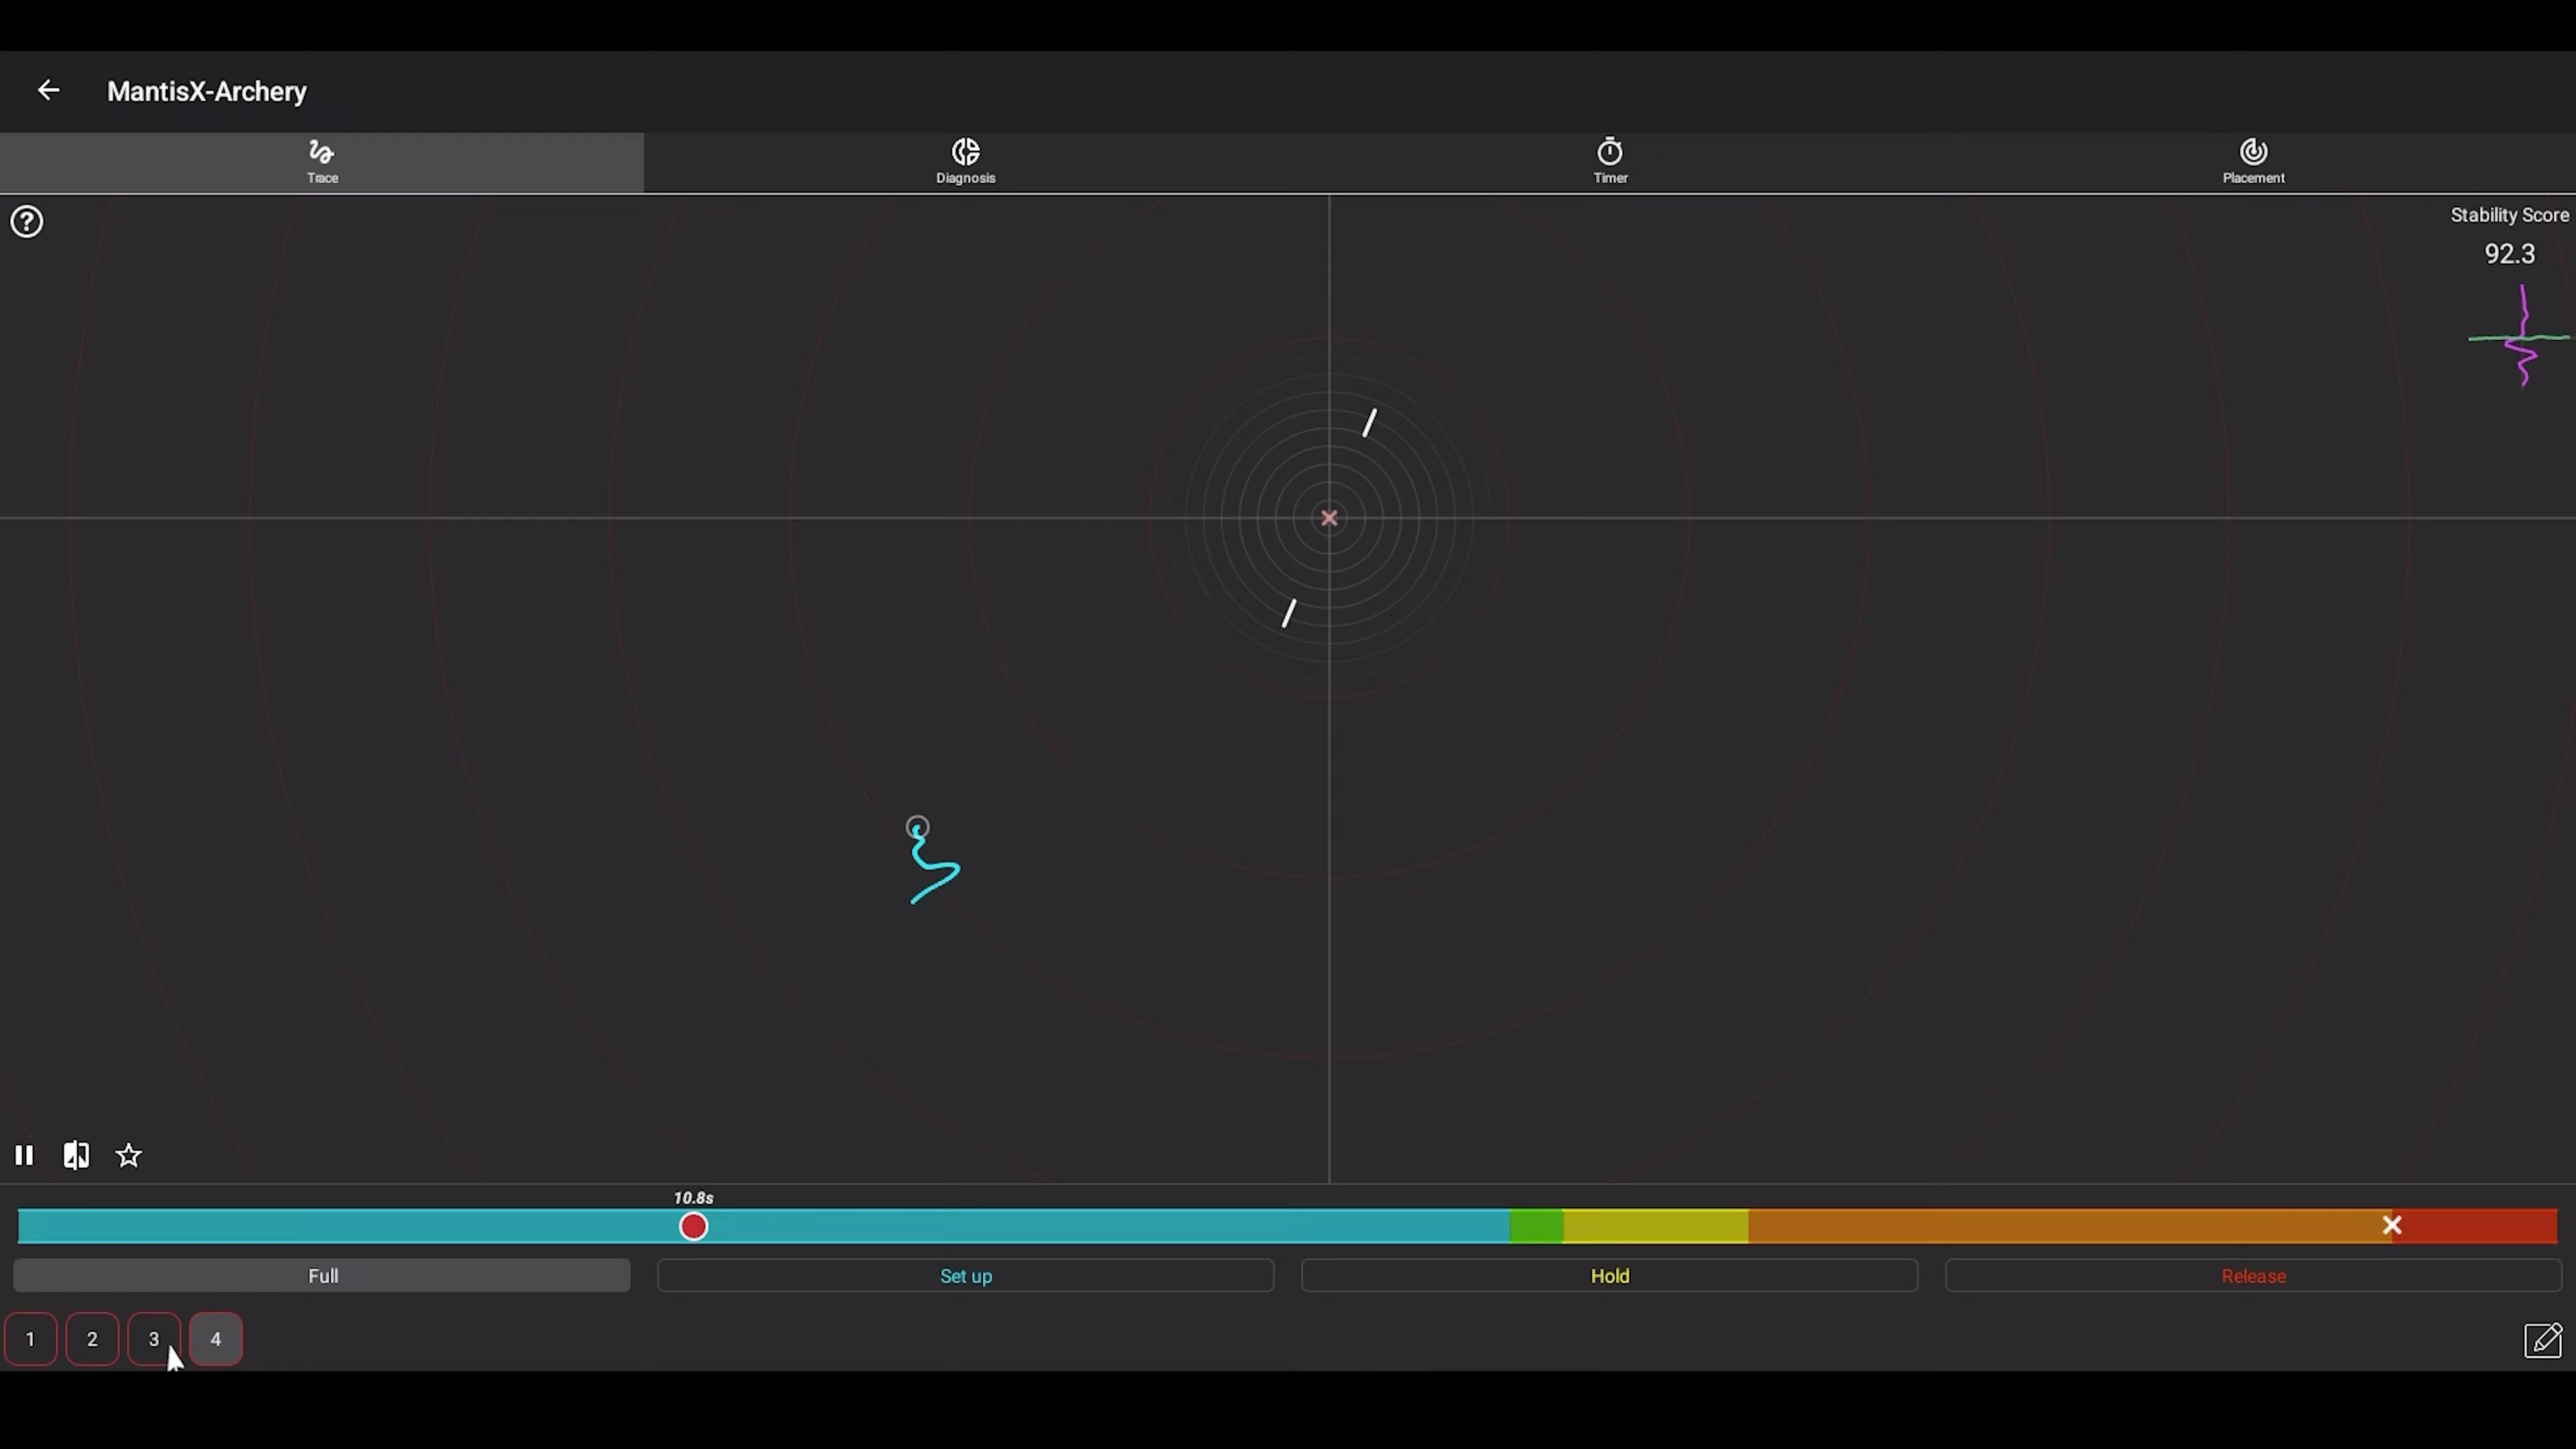 MantisX-Archery
Trace
Diagnosis
Timer
Placement
?
Stability Score
92.3
10.8s
Full
Set up
Hold
Release
1
2
3
4